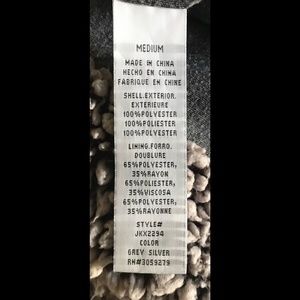 MEDIUM
MADE IN CHINA
HECHO EN CHINA
FABRIQUE EN CHINE
SHELL.EXTERIOR.
EXTERIEURE
100%POLYESTER
100%POLIESTER
100%POLYESTER
LINING.FORRO.
DOUBLURE
65%POLYESTER,
35%RAYON
65%POLIESTER,
35%VISCOSA
65%POLYESTER,
35%RAYONNE
STYLE#
JKX2294
COLOR
GREY SILVER
RN#3059279